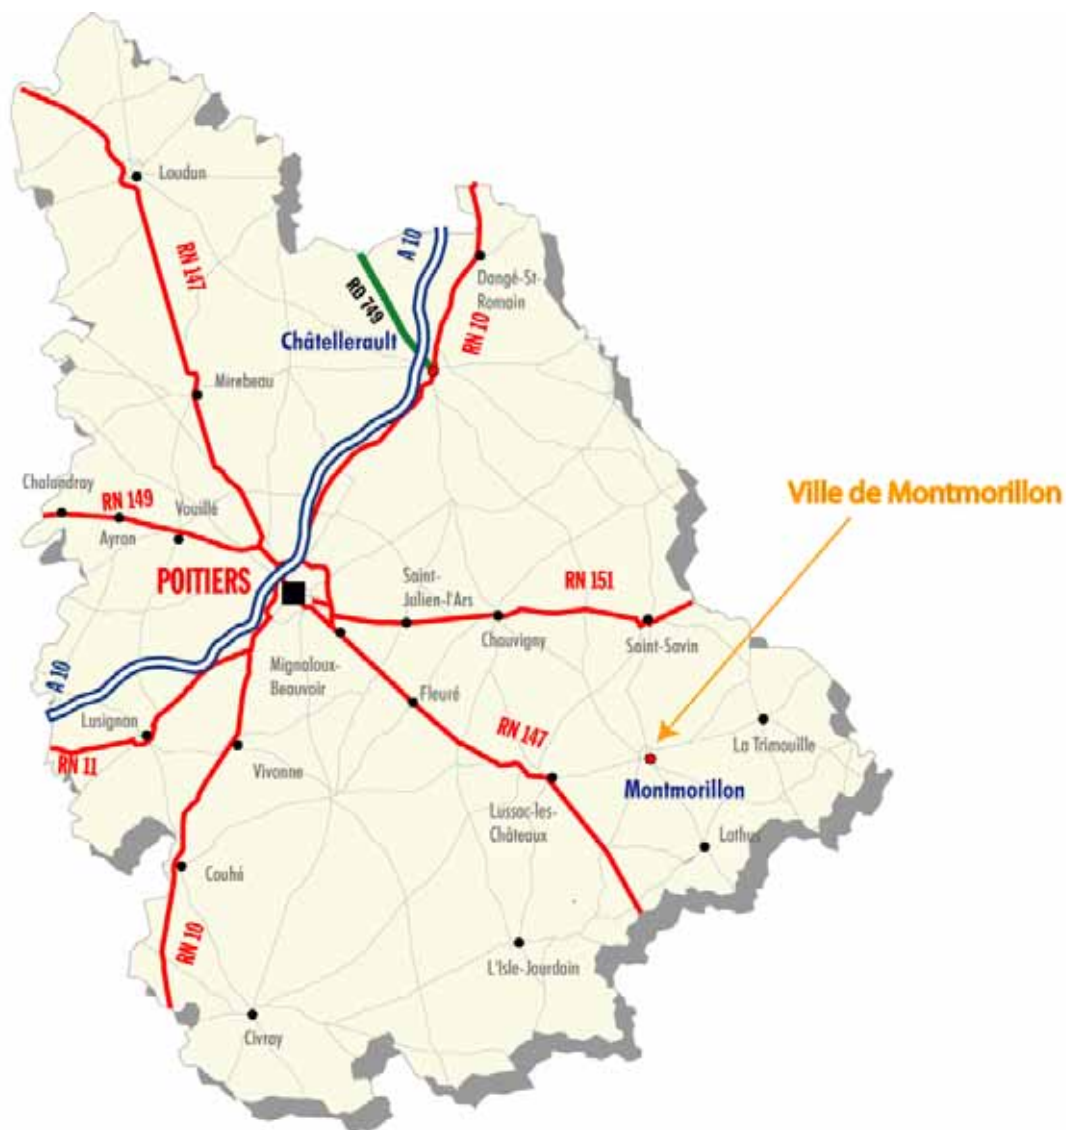 Loudun
RN 147
A 10
Dangé-St-
Romain
RD 749
RN 10
Châtellerault
Mirebeau
Chalandray
RN 149
Vouillé
Ayron
Ville de Montmorillon
POITIERS
Saint-
Julien-l'Ars
RN 151
Chauvigny
Saint-Savin
Mignaloux-
Beauvoir
A 10
Fleuré
Lusignan
RN 11
Vivonne
RN 147
La Trimouille
Montmorillon
Lussac-les-
Châteaux
Lathus
Couhé
RN 10
L'Isle-Jourdain
Civray